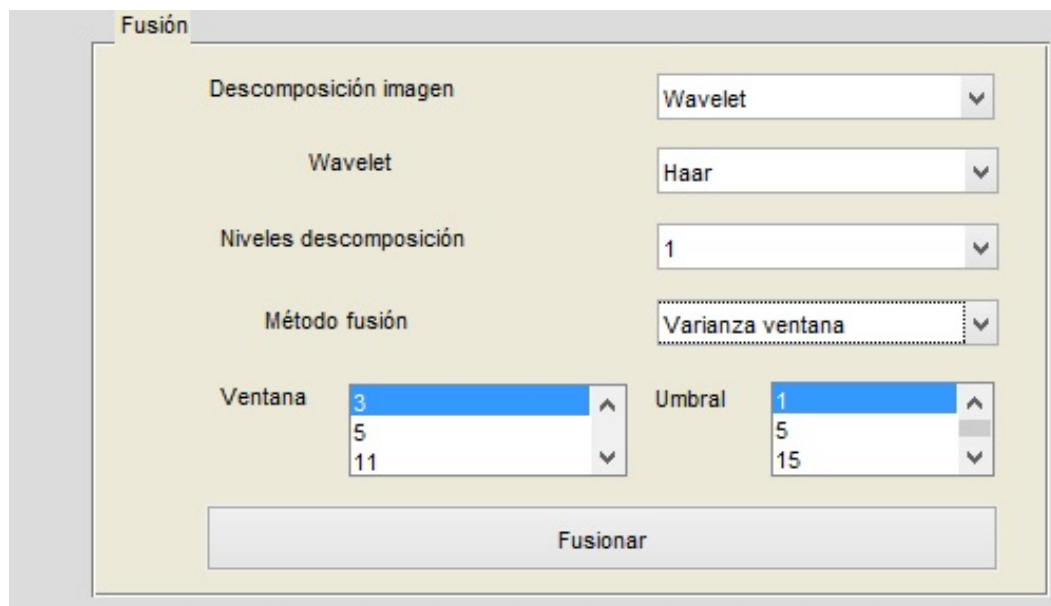 Fusión
Descomposición imagen Wavelet
Wavelet Haar
Niveles descomposición 1
Método fusión Varianza ventana
Ventana 3 Umbral 1
5 5
11 15
Fusionar